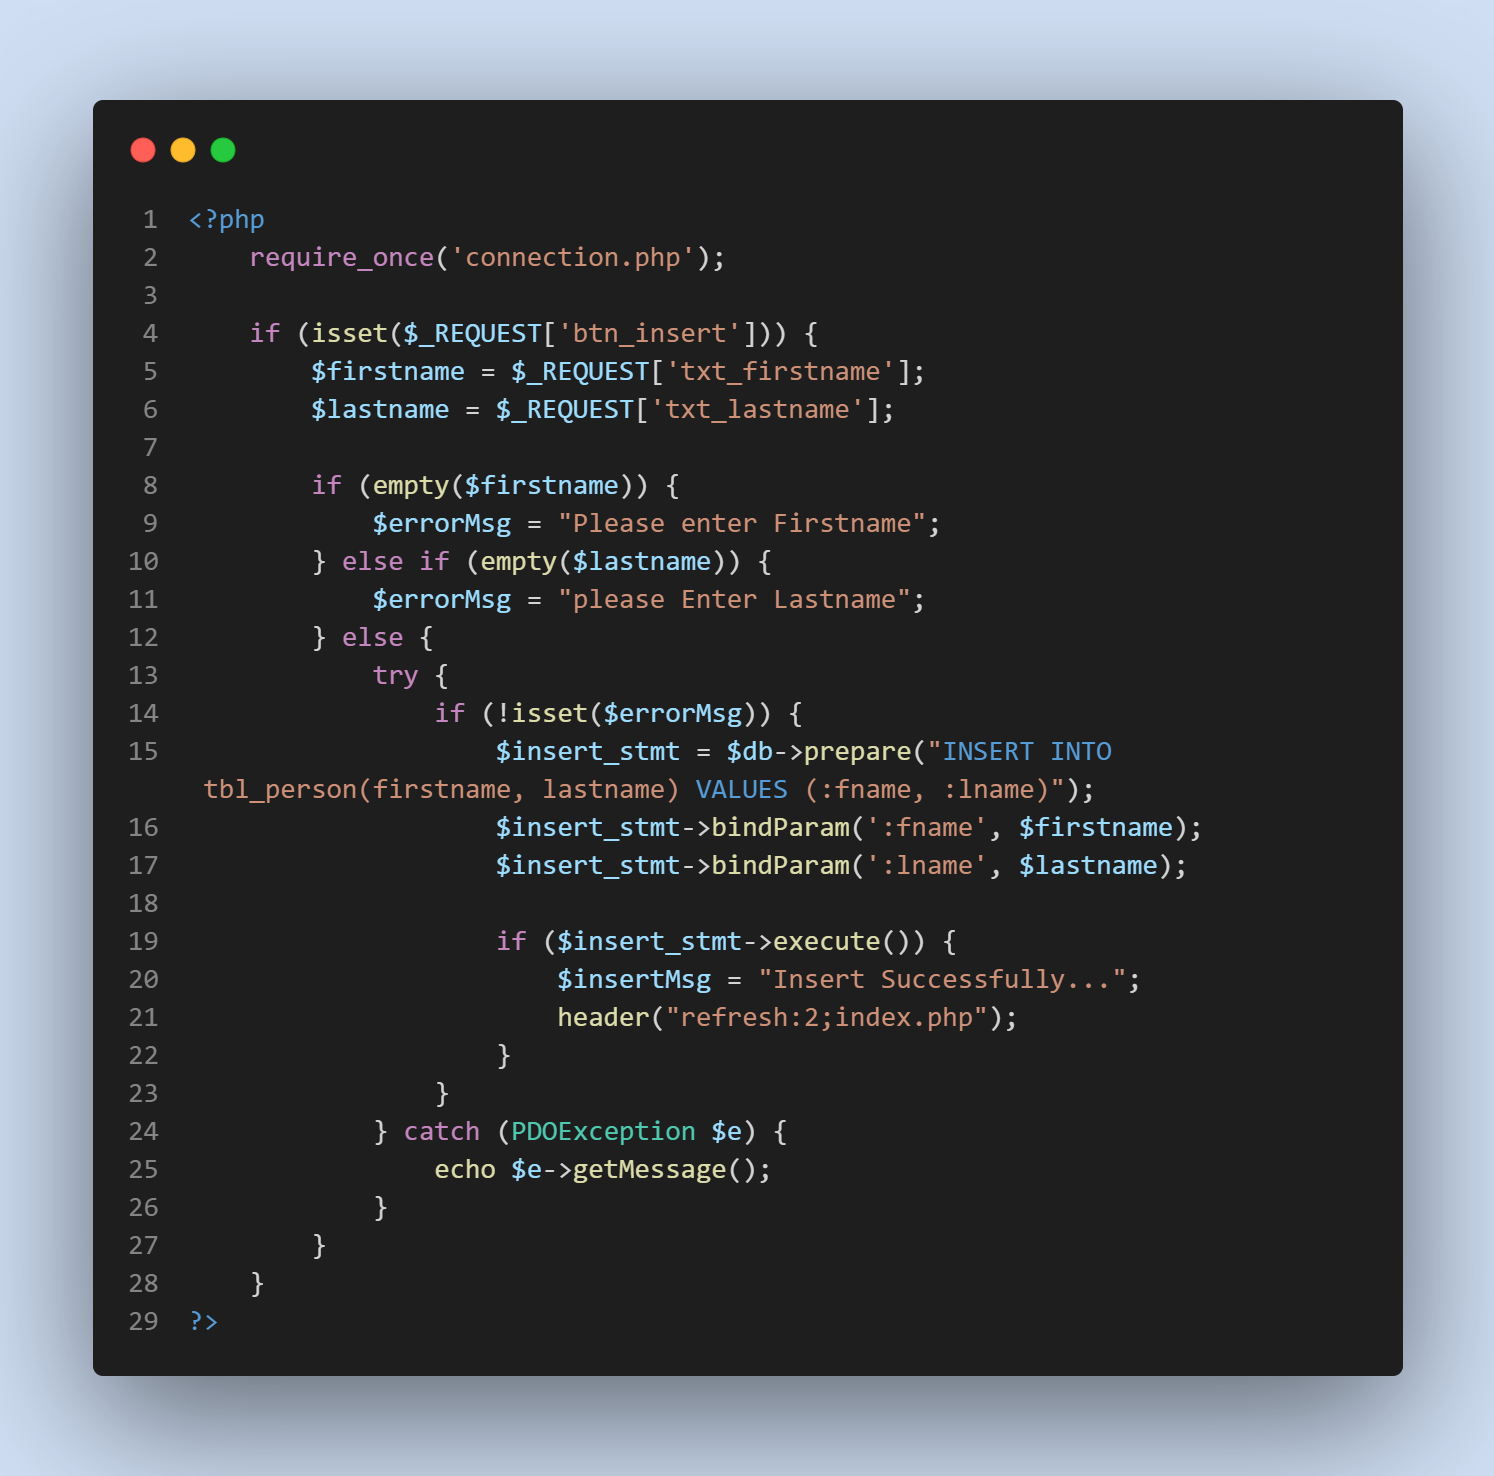 1 <?php
2     require_once('connection.php');
3
4     if (isset($_REQUEST['btn_insert'])) {
5         $firstname = $_REQUEST['txt_firstname'];
6         $lastname = $_REQUEST['txt_lastname'];
7
8         if (empty($firstname)) {
9             $errorMsg = "Please enter Firstname";
10         } else if (empty($lastname)) {
11             $errorMsg = "please Enter Lastname";
12         } else {
13             try {
14                 if (!isset($errorMsg)) {
15                     $insert_stmt = $db->prepare("INSERT INTO
tbl_person(firstname, lastname) VALUES (:fname, :lname)");
16                     $insert_stmt->bindParam(':fname', $firstname);
17                     $insert_stmt->bindParam(':lname', $lastname);
18
19                     if ($insert_stmt->execute()) {
20                         $insertMsg = "Insert Successfully...";
21                         header("refresh:2;index.php");
22                     }
23                 }
24             } catch (PDOException $e) {
25                 echo $e->getMessage();
26             }
27         }
28     }
29 ?>